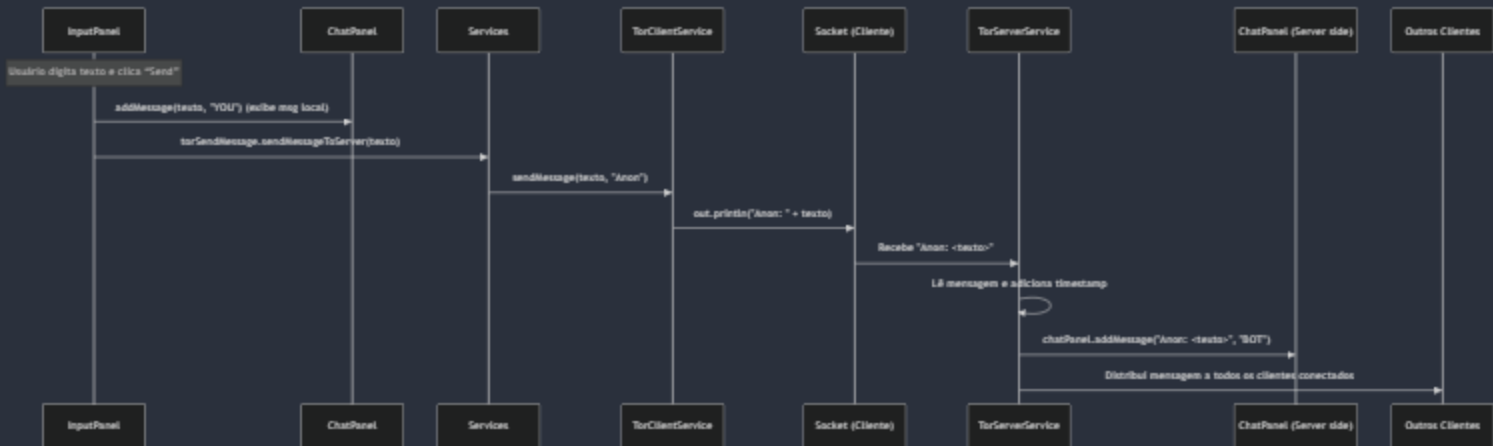 InputPanel
ChatPanel
Services
TorClientService
Socket (Cliente)
TorServerService
ChatPanel (Server side)
Outros Clientes
Usuário digita texto e clica "Send"
addMessage(texto, "YOU") (exibe msg local)
torSendMessage.sendMessageToServer(texto)
sendMessage(texto, "Anon")
out.println("Anon: " + texto)
Recebe "Anon: <texto>"
Lê mensagem e adiciona timestamp
chatPanel.addMessage("Anon: <texto>", "BOT")
Distribui mensagem a todos os clientes conectados
InputPanel
ChatPanel
Services
TorClientService
Socket (Cliente)
TorServerService
ChatPanel (Server side)
Outros Clientes